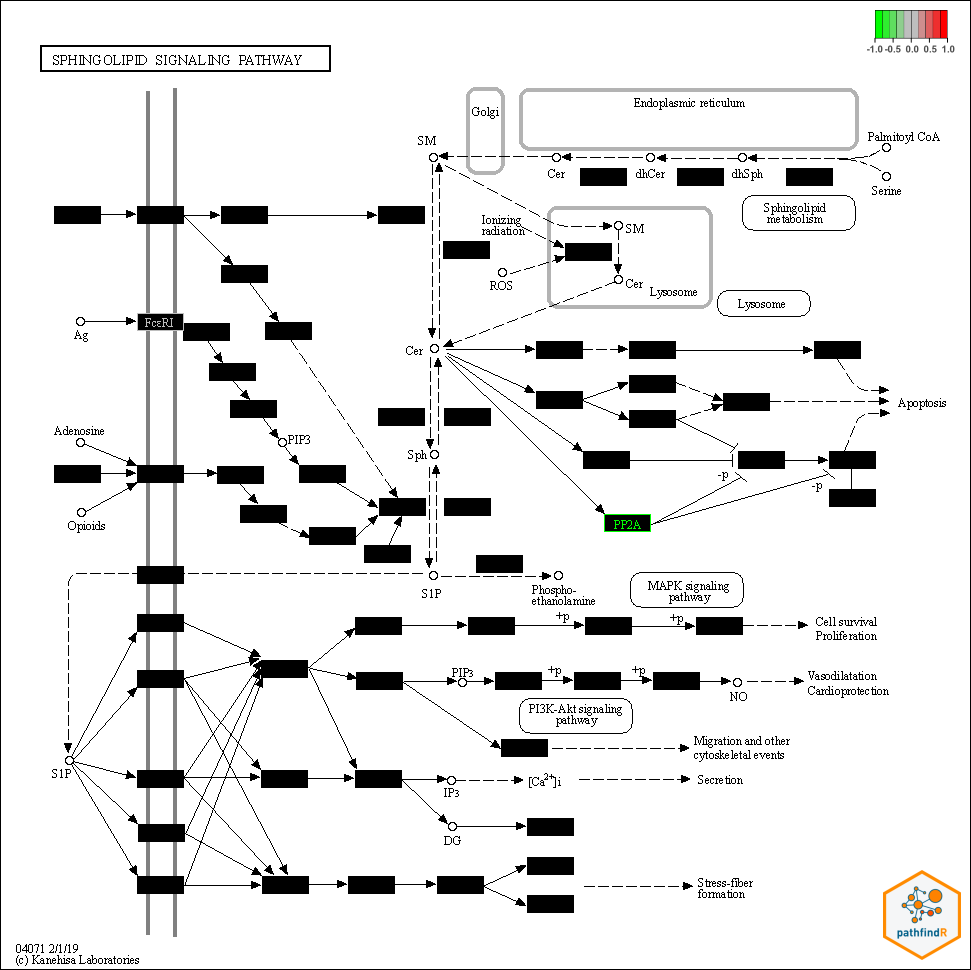 -1.0 -0.5 0.0 0.5 1.0
SPHINGOLIPID SIGNALING PATHWAY
Golgi
Endoplasmic reticulum
SM
Palmitoyl CoA
Cer
dhCer
dhSph
Serine
Sphingolipid
metabolism
Ionizing
radiation
SM
ROS
Cer
Lysosome
Lysosome
Ag
FcεRI
Cer
Apoptosis
Adenosine
PIP3
Sph
-p
-p
Opioids
PP2A
S1P
Phospho-
ethanolamine
MAPK signaling
pathway
+p
+p
Cell survival
Proliferation
PIP3
+p
+p
NO
Vasodilatation
Cardioprotection
PI3K-Akt signaling
pathway
Migration and other
cytoskeletal events
S1P
IP3
[Ca2+]i
Secretion
DG
Stress-fiber
formation
pathfindR
04071 2/1/19
(c) Kanehisa Laboratories